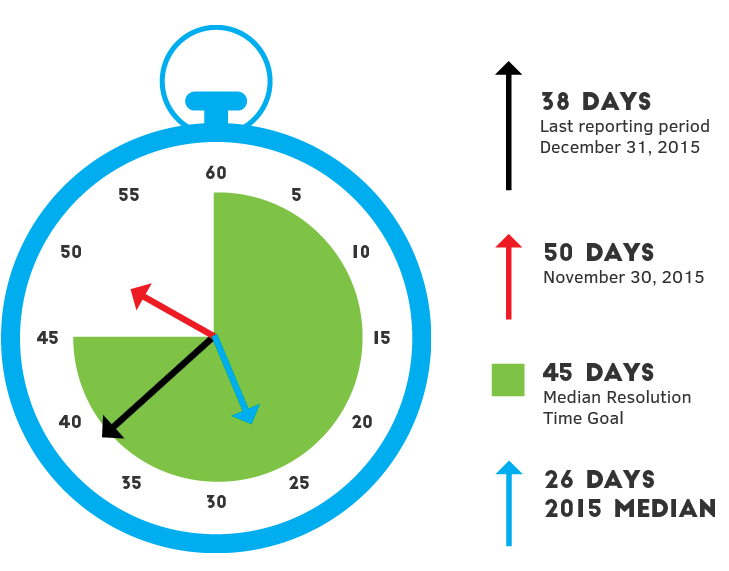 60
55
5
50
10
45
15
40
20
35
25
30
38 DAYS
Last reporting period
December 31, 2015
50 DAYS
November 30, 2015
45 DAYS
Median Resolution
Time Goal
26 DAYS
2015 MEDIAN